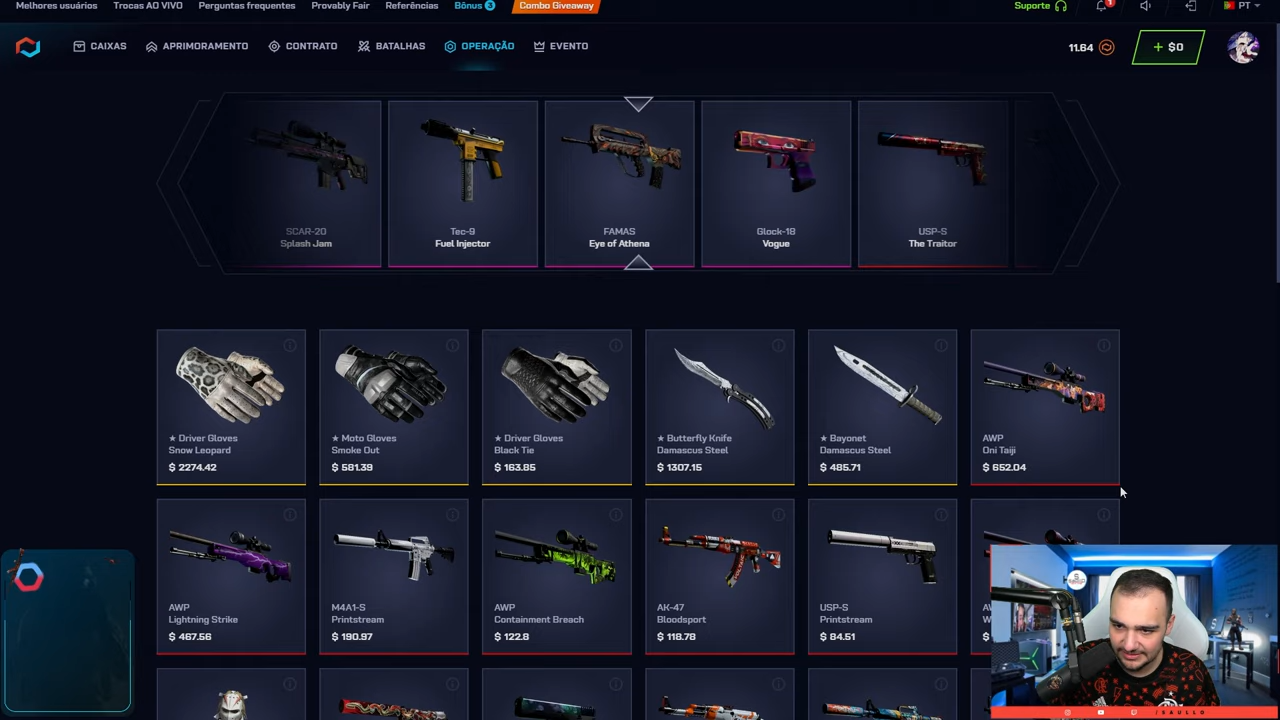 Melhores usuários Trocas AO VIVO Perguntas frequentes Provably Fair Referências Bônus 3 Combo Giveaway Suporte 1 PT
CAIXAS APRIMORAMENTO CONTRATO BATALHAS OPERAÇÃO EVENTO 11.64 + $0
SCAR-20 Tec-9 FAMAS Glock-18 USP-S
Splash Jam Fuel Injector Eye of Athena Vogue The Traitor
★ Driver Gloves ★ Moto Gloves ★ Driver Gloves ★ Butterfly Knife ★ Bayonet AWP
Snow Leopard Smoke Out Black Tie Damascus Steel Damascus Steel Oni Taiji
$ 2274.42 $ 581.39 $ 163.85 $ 1307.15 $ 485.71 $ 652.04
AWP M4A1-S AWP AK-47 USP-S
Lightning Strike Printstream Containment Breach Bloodsport Printstream
$ 467.56 $ 190.97 $ 122.8 $ 118.78 $ 84.51 $
/SAULLO